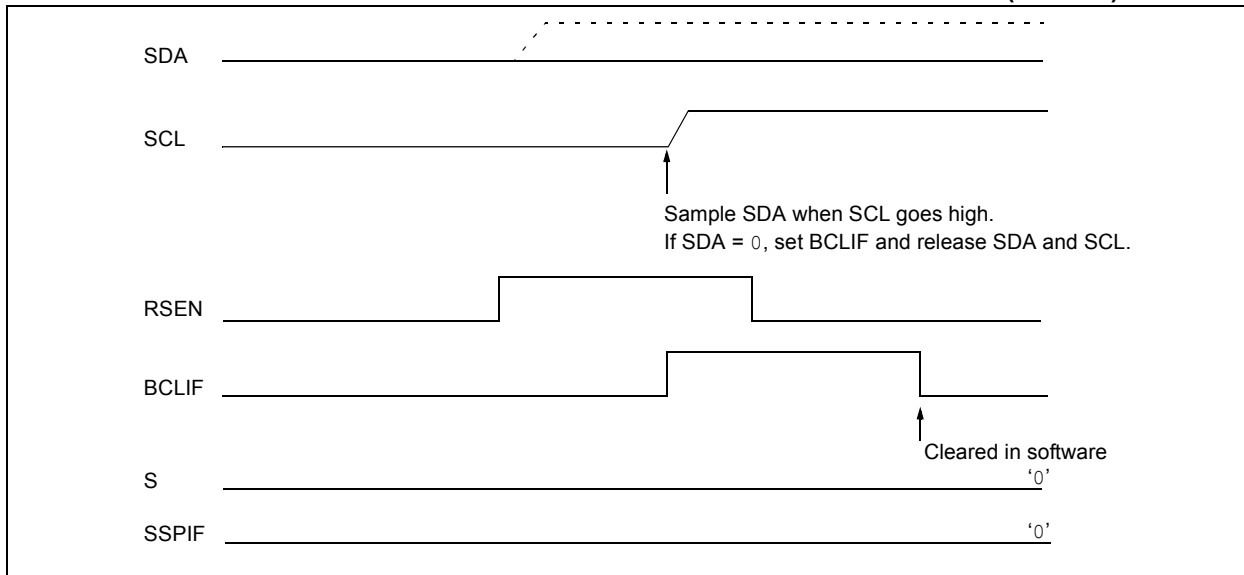 SDA
SCL
Sample SDA when SCL goes high.
If SDA = 0, set BCLIF and release SDA and SCL.
RSEN
BCLIF
Cleared in software
S
‘0’
SSPIF
‘0’